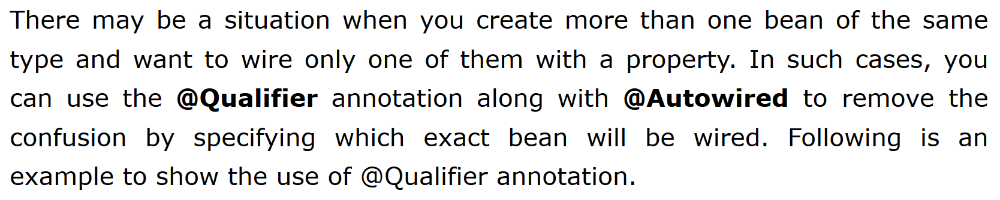 There may be a situation when you create more than one bean of the same
type and want to wire only one of them with a property. In such cases, you
can use the @Qualifier annotation along with @Autowired to remove the
confusion by specifying which exact bean will be wired. Following is an
example to show the use of @Qualifier annotation.